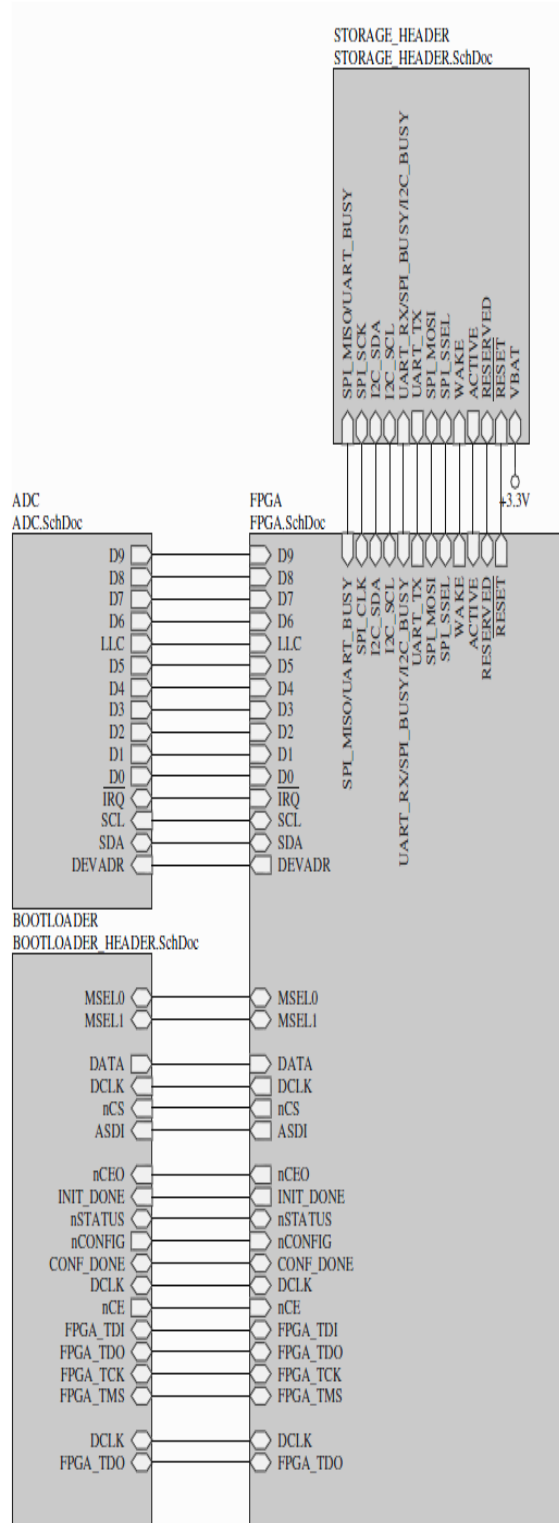 STORAGE_HEADER
STORAGE_HEADER.SchDoc
SPI_MISO/UART_BUSY
SPI_SCK
I2C_SDA
I2C_SCL
UART_RX/SPI_BUSY/I2C_BUSY
UART_TX
SPI_MOSI
SPI_SSEL
WAKE
ACTIVE
RESERVED
RESET
VBAT
+3.3V
ADC
ADC.SchDoc
D9
D8
D7
D6
LLC
D5
D4
D3
D2
D1
D0
IRQ
SCL
SDA
DEVADR
FPGA
FPGA.SchDoc
SPI_MISO/UART_BUSY
SPI_CLK
I2C_SDA
I2C_SCL
UART_RX/SPI_BUSY/I2C_BUSY
UART_TX
SPI_MOSI
SPI_SSEL
WAKE
ACTIVE
RESERVED
RESET
D9
D8
D7
D6
LLC
D5
D4
D3
D2
D1
D0
IRQ
SCL
SDA
DEVADR
BOOTLOADER
BOOTLOADER_HEADER.SchDoc
MSEL0
MSEL1
DATA
DCLK
nCS
ASDI
nCEO
INIT_DONE
nSTATUS
nCONFIG
CONF_DONE
DCLK
nCE
FPGA_TDI
FPGA_TDO
FPGA_TCK
FPGA_TMS
DCLK
FPGA_TDO
MSEL0
MSEL1
DATA
DCLK
nCS
ASDI
nCEO
INIT_DONE
nSTATUS
nCONFIG
CONF_DONE
DCLK
nCE
FPGA_TDI
FPGA_TDO
FPGA_TCK
FPGA_TMS
DCLK
FPGA_TDO